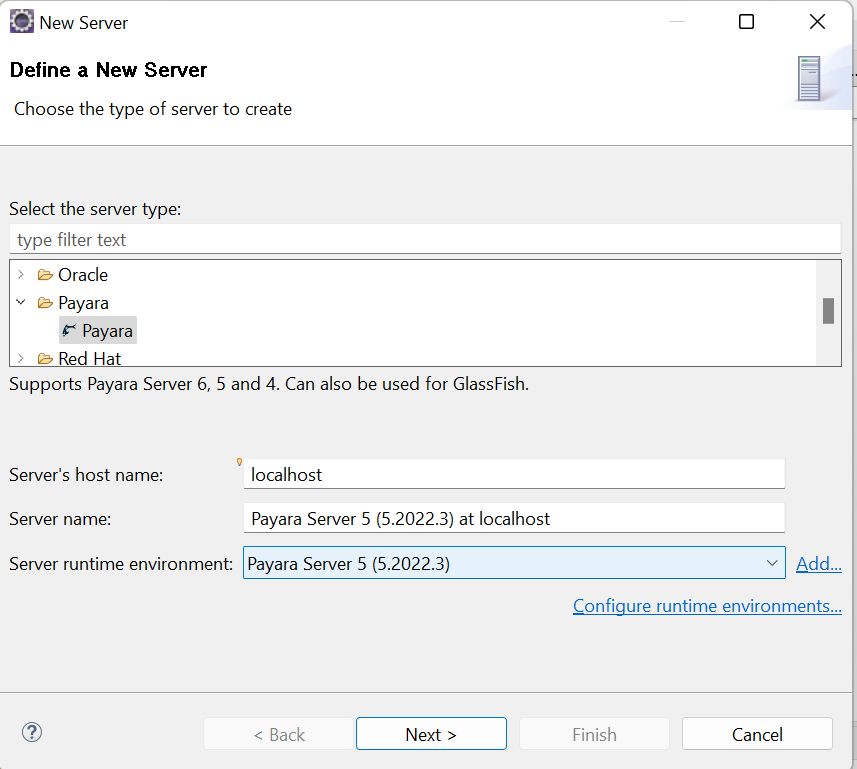 New Server
Define a New Server
Choose the type of server to create
Select the server type:
type filter text
Oracle
Payara
Payara
Red Hat
Supports Payara Server 6, 5 and 4. Can also be used for GlassFish.
Server's host name: localhost
Server name: Payara Server 5 (5.2022.3) at localhost
Server runtime environment: Payara Server 5 (5.2022.3) Add...
Configure runtime environments...
? < Back Next > Finish Cancel